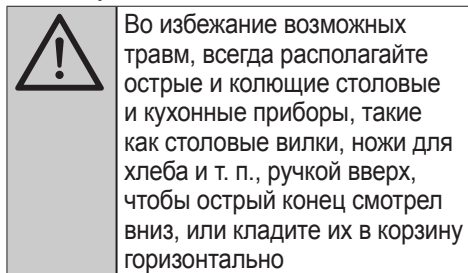 Во избежание возможных
травм, всегда располагайте
острые и колющие столовые
и кухонные приборы, такие
как столовые вилки, ножи для
хлеба и т. п., ручкой вверх,
чтобы острый конец смотрел
вниз, или кладите их в корзину
горизонтально